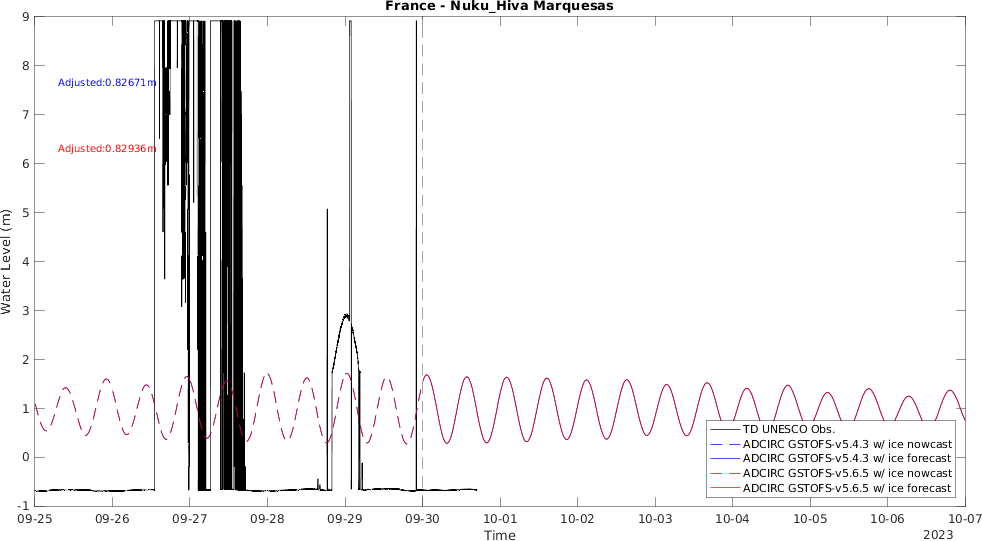 France - Nuku_Hiva Marquesas
9
8
7
6
5
4
3
2
1
0
-1
Water Level (m)
Adjusted:0.82671m
Adjusted:0.82936m
TD UNESCO Obs.
ADCIRC GSTOFS-v5.4.3 w/ ice nowcast
ADCIRC GSTOFS-v5.4.3 w/ ice forecast
ADCIRC GSTOFS-v5.6.5 w/ ice nowcast
ADCIRC GSTOFS-v5.6.5 w/ ice forecast
09-25 09-26 09-27 09-28 09-29 09-30 10-01 10-02 10-03 10-04 10-05 10-06 10-07
Time
2023